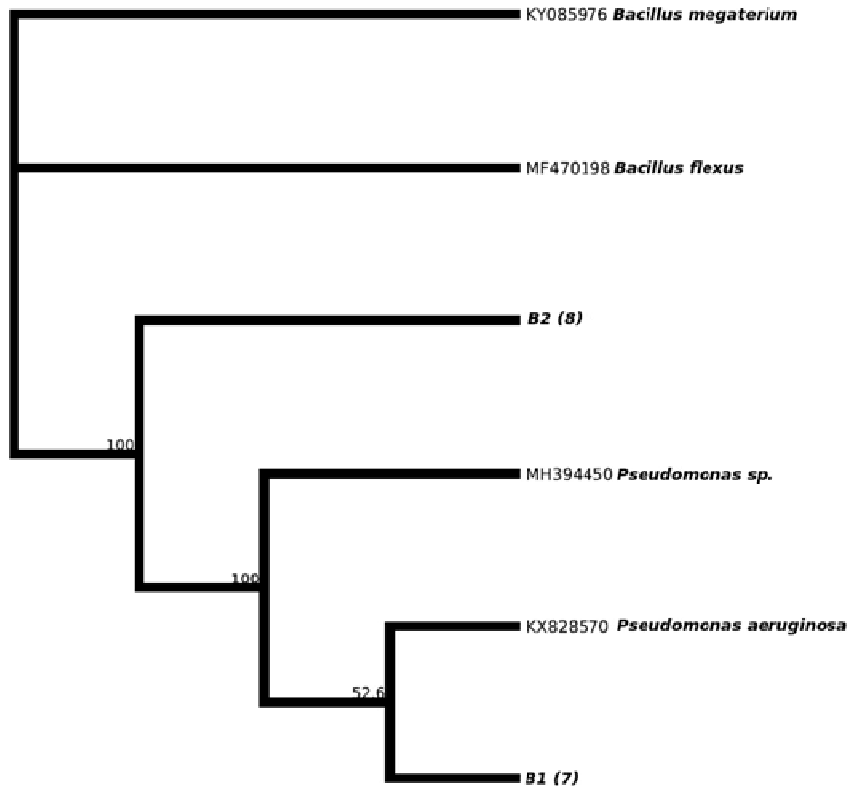 KY085976 Bacillus megaterium
MF470198 Bacillus flexus
B2 (8)
100
MH394450 Pseudomonas sp.
100
KX828570 Pseudomonas aeruginosa
52.6
B1 (7)